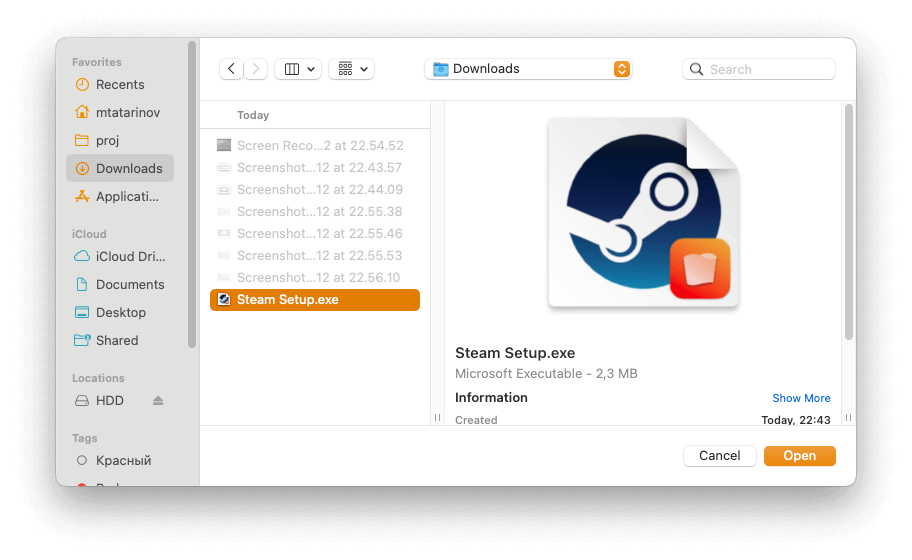 Favorites
Recents
mtatarinov
proj
Downloads
Applicati...
iCloud
iCloud Dri...
Documents
Desktop
Shared
Locations
HDD
Tags
Красный
Downloads
Search
Today
Screen Reco...2 at 22.54.52
Screenshot...12 at 22.43.57
Screenshot...12 at 22.44.09
Screenshot...12 at 22.55.38
Screenshot...12 at 22.55.46
Screenshot...12 at 22.55.53
Screenshot...12 at 22.56.10
Steam Setup.exe
Steam Setup.exe
Microsoft Executable - 2,3 MB
Information Show More
Created Today, 22:43
Cancel Open